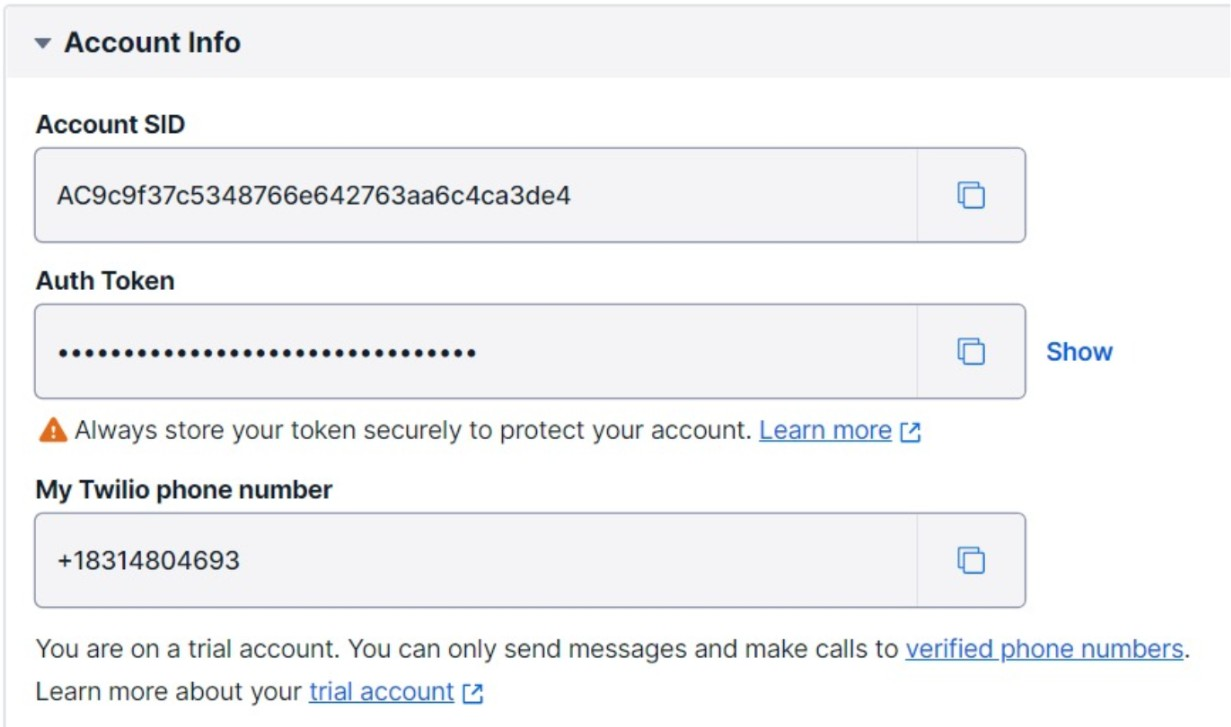 Account Info
Account SID
AC9c9f37c5348766e642763aa6c4ca3de4
Auth Token
•••••••••••••••••••••••••••••••• Show
Always store your token securely to protect your account. Learn more
My Twilio phone number
+18314804693
You are on a trial account. You can only send messages and make calls to verified phone numbers.
Learn more about your trial account